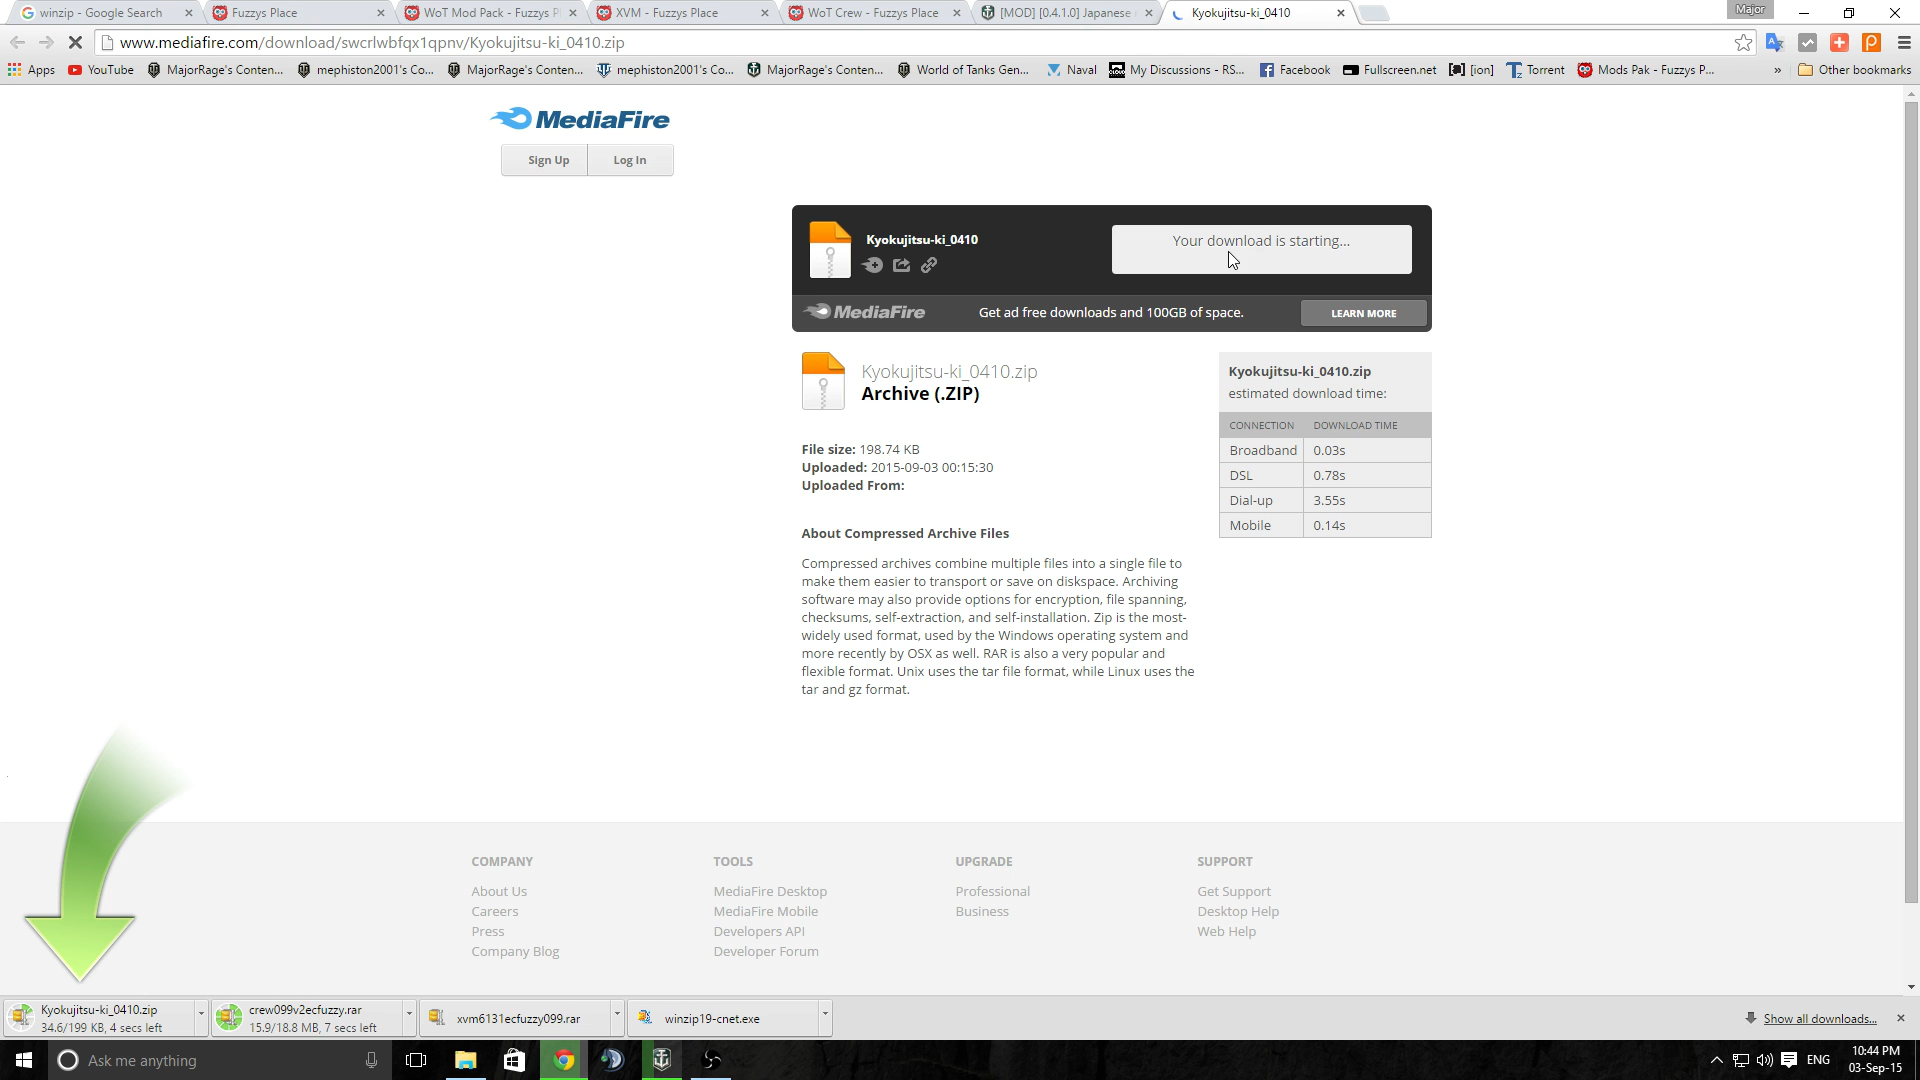 winzip - Google Search
Fuzzys Place
WoT Mod Pack - Fuzzys P
XVM - Fuzzys Place
WoT Crew - Fuzzys Place
[MOD] [0.4.1.0] Japanese
Kyokujitsu-ki_0410
Major
www.mediafire.com/download/swcrlwbfqx1qpnv/Kyokujitsu-ki_0410.zip
Apps
YouTube
MajorRage's Conten...
mephiston2001's Co...
MajorRage's Conten...
mephiston2001's Co...
MajorRage's Conten...
World of Tanks Gen...
Naval
My Discussions - RS...
Facebook
Fullscreen.net
[ion]
Torrent
Mods Pak - Fuzzys P...
»
Other bookmarks
MediaFire
Sign Up
Log In
Kyokujitsu-ki_0410
Your download is starting...
MediaFire
Get ad free downloads and 100GB of space.
LEARN MORE
Kyokujitsu-ki_0410.zip
Archive (.ZIP)
File size: 198.74 KB
Uploaded: 2015-09-03 00:15:30
Uploaded From:
Kyokujitsu-ki_0410.zip
estimated download time:
CONNECTION DOWNLOAD TIME
Broadband 0.03s
DSL 0.78s
Dial-up 3.55s
Mobile 0.14s
About Compressed Archive Files
Compressed archives combine multiple files into a single file to
make them easier to transport or save on diskspace. Archiving
software may also provide options for encryption, file spanning,
checksums, self-extraction, and self-installation. Zip is the most-
widely used format, used by the Windows operating system and
more recently by OSX as well. RAR is also a very popular and
flexible format. Unix uses the tar file format, while Linux uses the
tar and gz format.
COMPANY
About Us
Careers
Press
Company Blog
TOOLS
MediaFire Desktop
MediaFire Mobile
Developers API
Developer Forum
UPGRADE
Professional
Business
SUPPORT
Get Support
Desktop Help
Web Help
Kyokujitsu-ki_0410.zip
34.6/199 KB, 4 secs left
crew099v2ecfuzzy.rar
15.9/18.8 MB, 7 secs left
xvm6131ecfuzzy099.rar
winzip19-cnet.exe
Show all downloads...
Ask me anything
ENG
10:44 PM
03-Sep-15